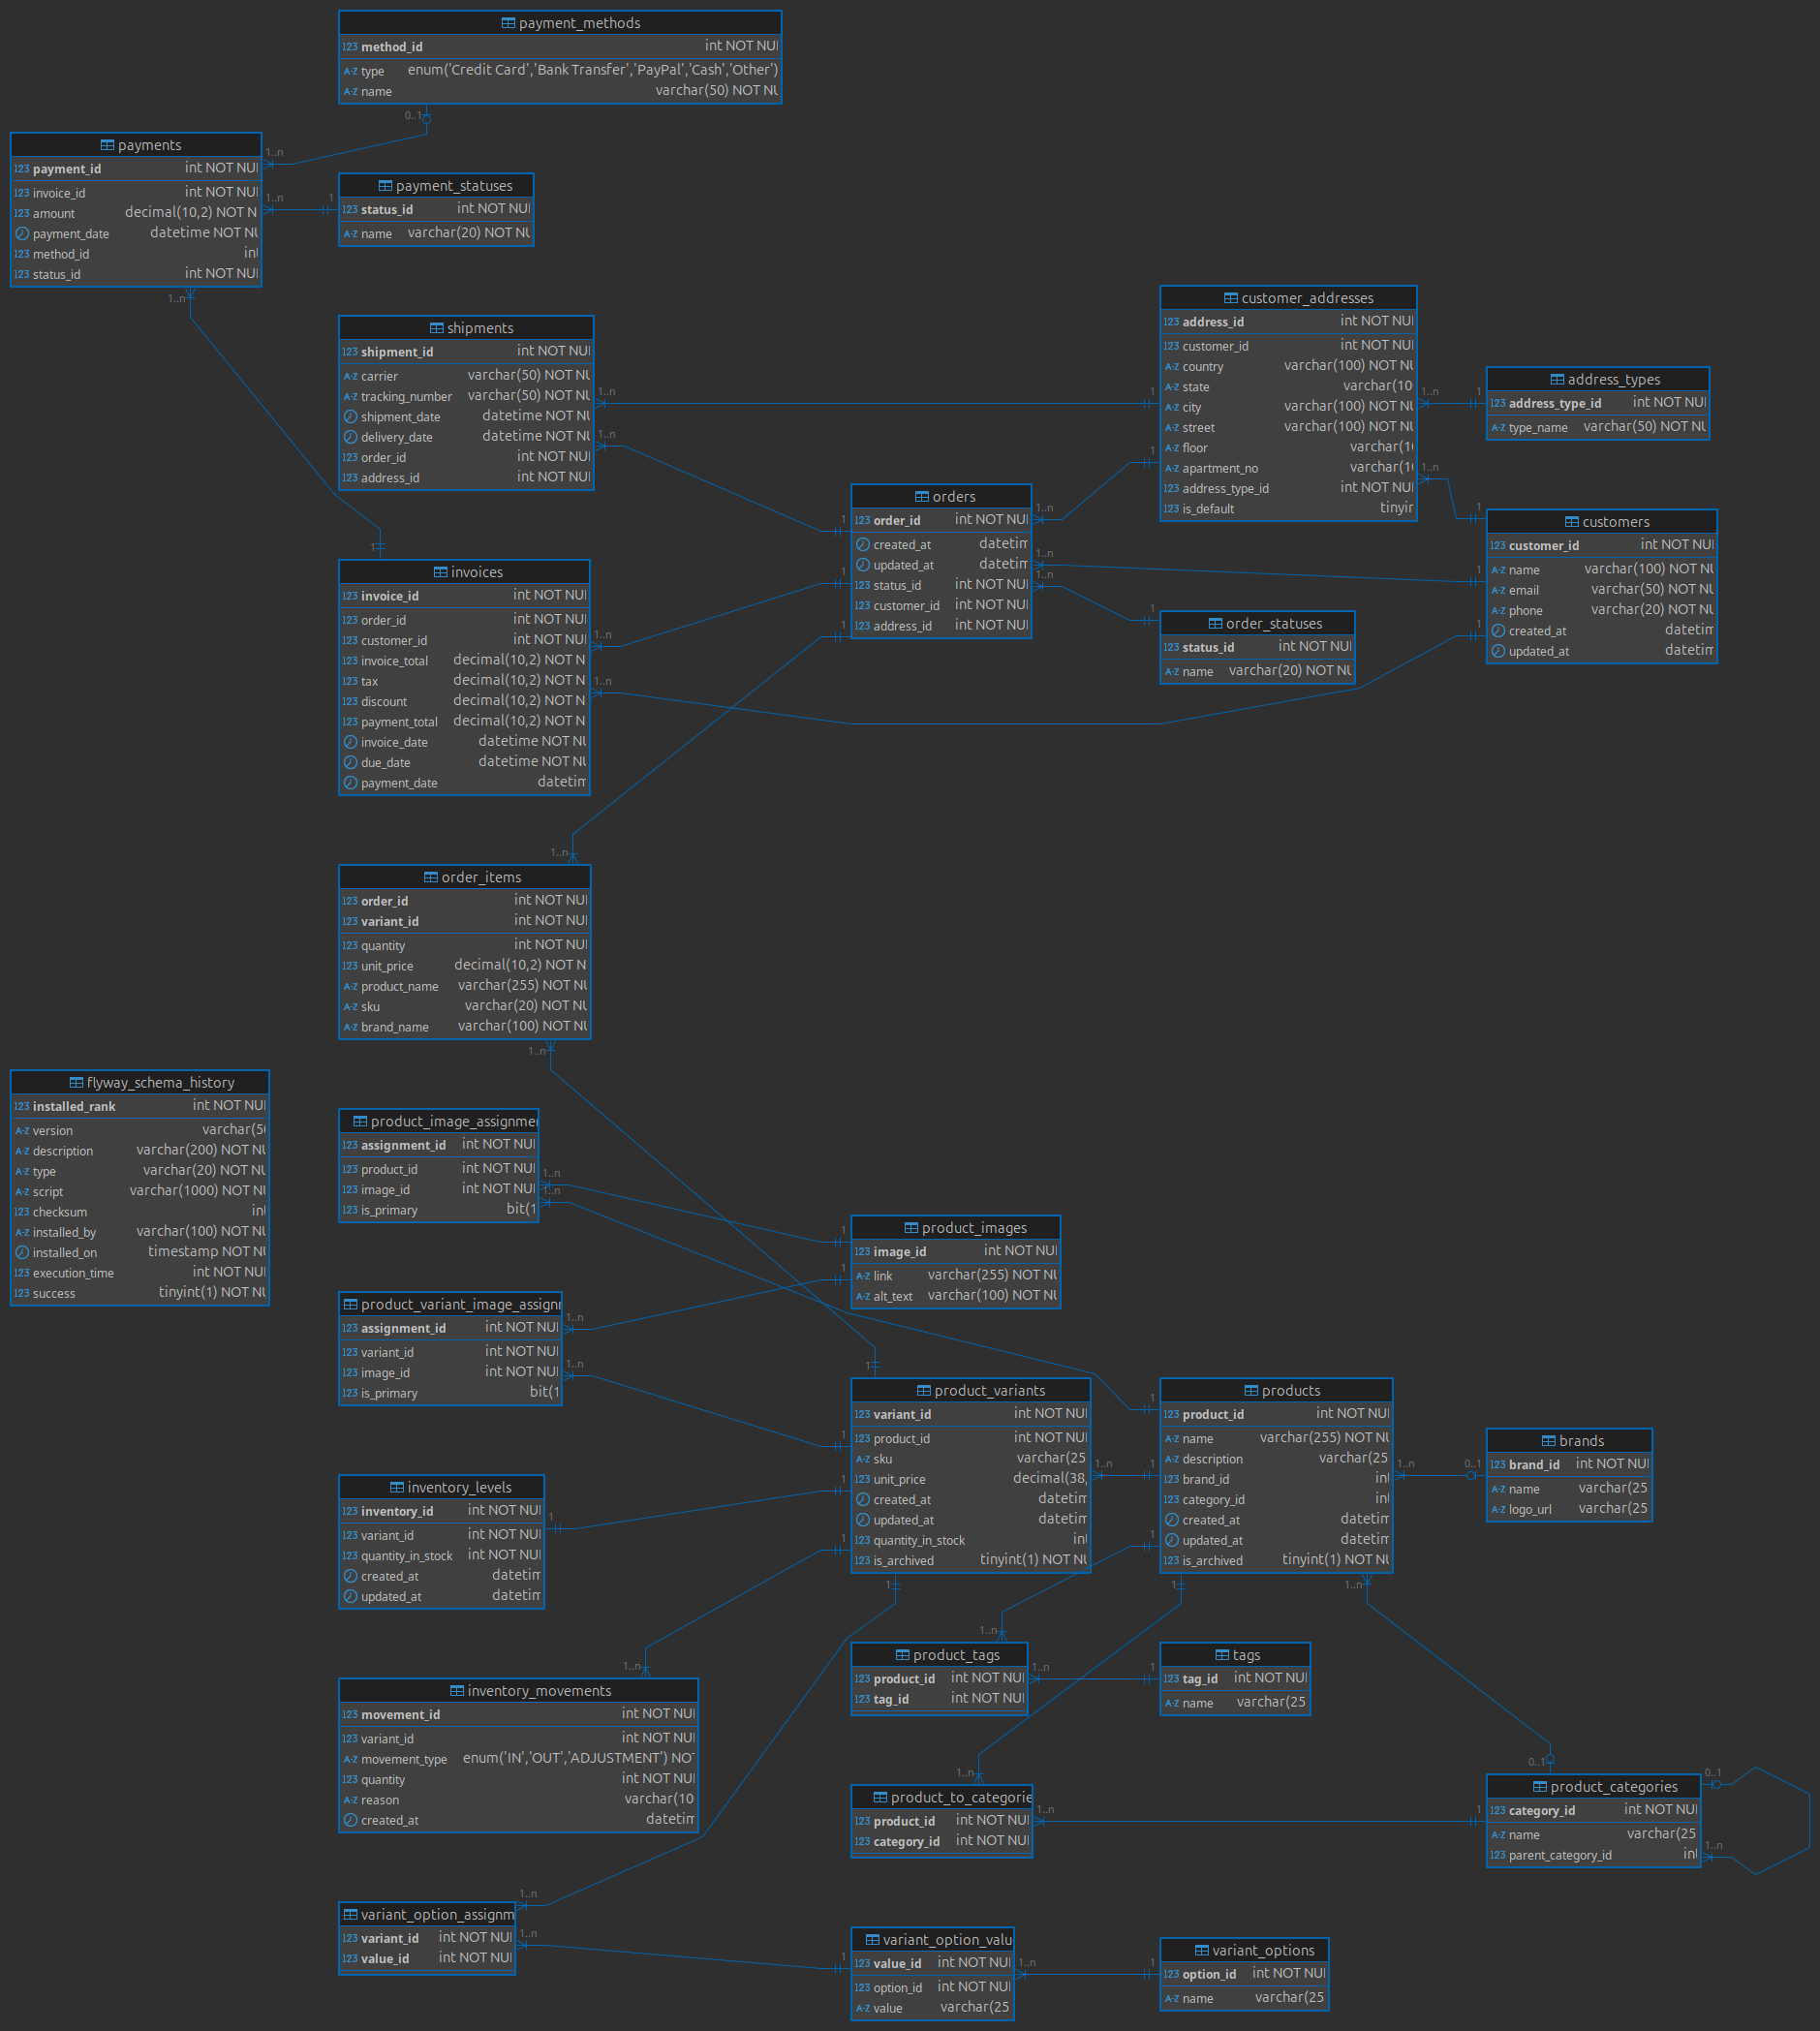 payment_methods
123 method_id int NOT NUI
A-Z type enum('Credit Card','Bank Transfer','PayPal','Cash','Other')
A-Z name varchar(50) NOT NU
0..1
payments
123 payment_id int NOT NUI
123 invoice_id int NOT NUI
123 amount decimal(10,2) NOT N
payment_date datetime NOT NU
123 method_id int
123 status_id int NOT NUI
1..n
1..n
1
1..n
payment_statuses
123 status_id int NOT NUI
A-Z name varchar(20) NOT NU
shipments
123 shipment_id int NOT NUI
A-Z carrier varchar(50) NOT NU
A-Z tracking_number varchar(50) NOT NU
shipment_date datetime NOT NU
delivery_date datetime NOT NU
123 order_id int NOT NUI
123 address_id int NOT NUI
1..n
1..n
1
customer_addresses
123 address_id int NOT NUI
123 customer_id int NOT NUI
A-Z country varchar(100) NOT NU
A-Z state varchar(10
A-Z city varchar(100) NOT NU
A-Z street varchar(100) NOT NU
A-Z floor varchar(10
A-Z apartment_no varchar(10
123 address_type_id int NOT NUI
123 is_default tinyin
1
1..n
1
1..n
address_types
123 address_type_id int NOT NUI
A-Z type_name varchar(50) NOT NU
orders
123 order_id int NOT NUI
created_at datetim
updated_at datetim
123 status_id int NOT NUI
123 customer_id int NOT NUI
123 address_id int NOT NUI
1
1
1
1..n
1..n
1..n
customers
123 customer_id int NOT NUI
A-Z name varchar(100) NOT NU
A-Z email varchar(50) NOT NU
A-Z phone varchar(20) NOT NU
created_at datetim
updated_at datetim
1
1
1
order_statuses
123 status_id int NOT NUI
A-Z name varchar(20) NOT NU
1
1
invoices
123 invoice_id int NOT NUI
123 order_id int NOT NUI
123 customer_id int NOT NUI
123 invoice_total decimal(10,2) NOT N
123 tax decimal(10,2) NOT N
123 discount decimal(10,2) NOT N
123 payment_total decimal(10,2) NOT N
invoice_date datetime NOT NU
due_date datetime NOT NU
payment_date datetim
1..n
1..n
1..n
order_items
123 order_id int NOT NUI
123 variant_id int NOT NUI
123 quantity int NOT NUI
123 unit_price decimal(10,2) NOT N
A-Z product_name varchar(255) NOT NU
A-Z sku varchar(20) NOT NU
A-Z brand_name varchar(100) NOT NU
1..n
flyway_schema_history
123 installed_rank int NOT NUI
A-Z version varchar(50
A-Z description varchar(200) NOT NU
A-Z type varchar(20) NOT NU
A-Z script varchar(1000) NOT NU
123 checksum int
A-Z installed_by varchar(100) NOT NU
installed_on timestamp NOT NU
123 execution_time int NOT NUI
123 success tinyint(1) NOT NU
product_image_assignmen
123 assignment_id int NOT NUI
123 product_id int NOT NUI
123 image_id int NOT NUI
123 is_primary bit(1
1..n
1..n
product_images
123 image_id int NOT NUI
A-Z link varchar(255) NOT NU
A-Z alt_text varchar(100) NOT NU
1
1
product_variant_image_assignm
123 assignment_id int NOT NUI
123 variant_id int NOT NUI
123 image_id int NOT NUI
123 is_primary bit(1
1..n
1..n
1
product_variants
123 variant_id int NOT NUI
123 product_id int NOT NUI
A-Z sku varchar(25
123 unit_price decimal(38,
created_at datetim
updated_at datetim
123 quantity_in_stock int
123 is_archived tinyint(1) NOT NU
1
1
1
1
1..n
1
products
123 product_id int NOT NUI
A-Z name varchar(255) NOT NU
A-Z description varchar(25
123 brand_id int
123 category_id int
created_at datetim
updated_at datetim
123 is_archived tinyint(1) NOT NU
1
1
1
1..n
1..n
0..1
brands
123 brand_id int NOT NUI
A-Z name varchar(25
A-Z logo_url varchar(25
inventory_levels
123 inventory_id int NOT NUI
123 variant_id int NOT NUI
123 quantity_in_stock int NOT NUI
created_at datetim
updated_at datetim
1
1..n
inventory_movements
123 movement_id int NOT NUI
123 variant_id int NOT NUI
A-Z movement_type enum('IN','OUT','ADJUSTMENT') NOT
123 quantity int NOT NUI
A-Z reason varchar(10
created_at datetim
1..n
product_tags
123 product_id int NOT NUI
123 tag_id int NOT NUI
1..n
1
tags
123 tag_id int NOT NUI
A-Z name varchar(25
1..n
product_to_categorie
123 product_id int NOT NUI
123 category_id int NOT NUI
1..n
1
0..1
0..1
1..n
product_categories
123 category_id int NOT NUI
A-Z name varchar(25
123 parent_category_id int
1..n
variant_option_assignm
123 variant_id int NOT NUI
123 value_id int NOT NUI
1..n
1
variant_option_valu
123 value_id int NOT NUI
123 option_id int NOT NUI
A-Z value varchar(25
1..n
1
variant_options
123 option_id int NOT NUI
A-Z name varchar(25